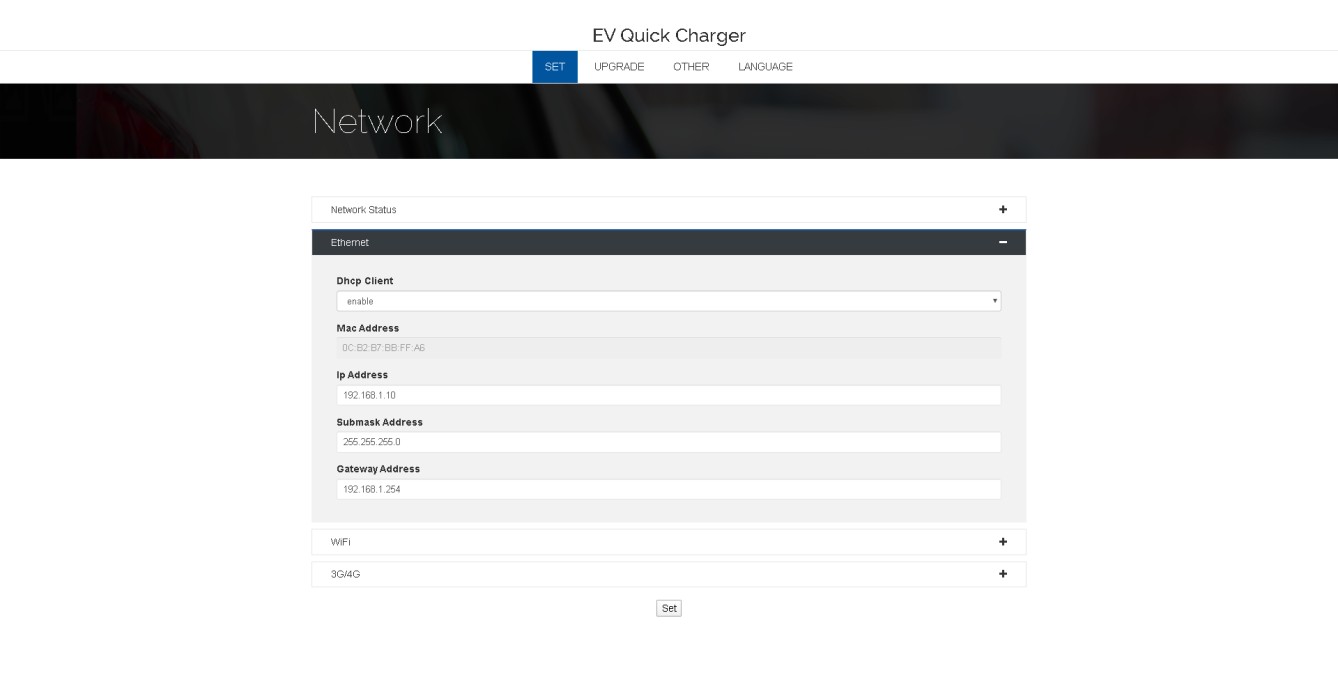 EV Quick Charger
SET UPGRADE OTHER LANGUAGE
Network
Network Status
Ethernet
Dhcp Client
enable
Mac Address
0C:B2:B7:BB:FF:A6
Ip Address
192.168.1.10
Submask Address
255.255.255.0
Gateway Address
192.168.1.254
WiFi
3G/4G
Set